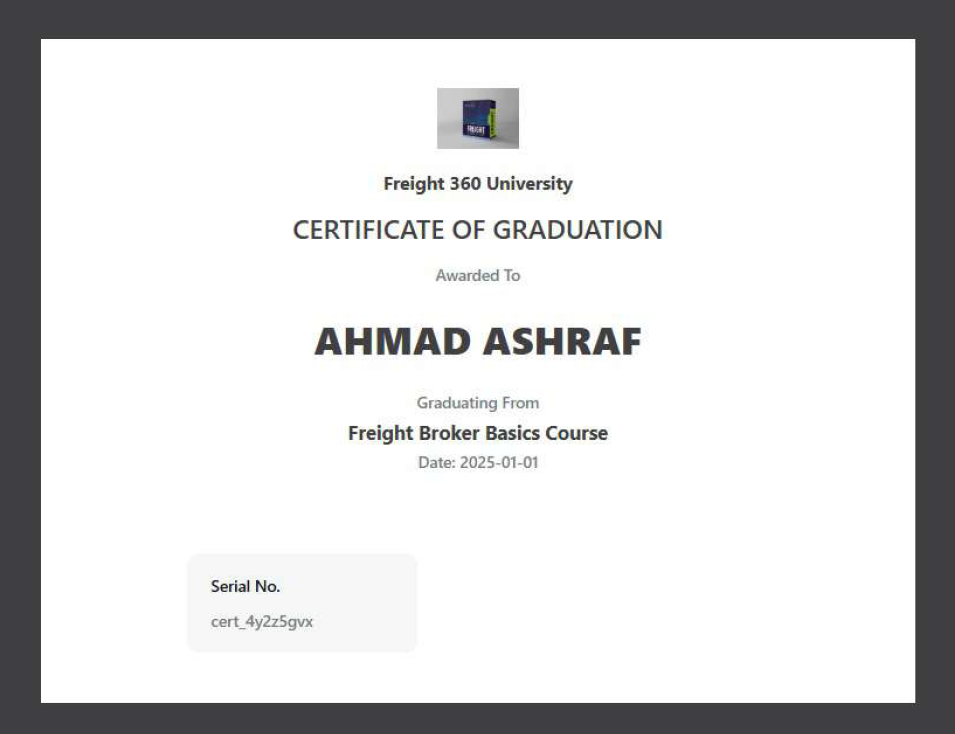 FREIGHT
Freight 360 University
CERTIFICATE OF GRADUATION
Awarded To
AHMAD ASHRAF
Graduating From
Freight Broker Basics Course
Date: 2025-01-01
Serial No.
cert_4y2z5gvx